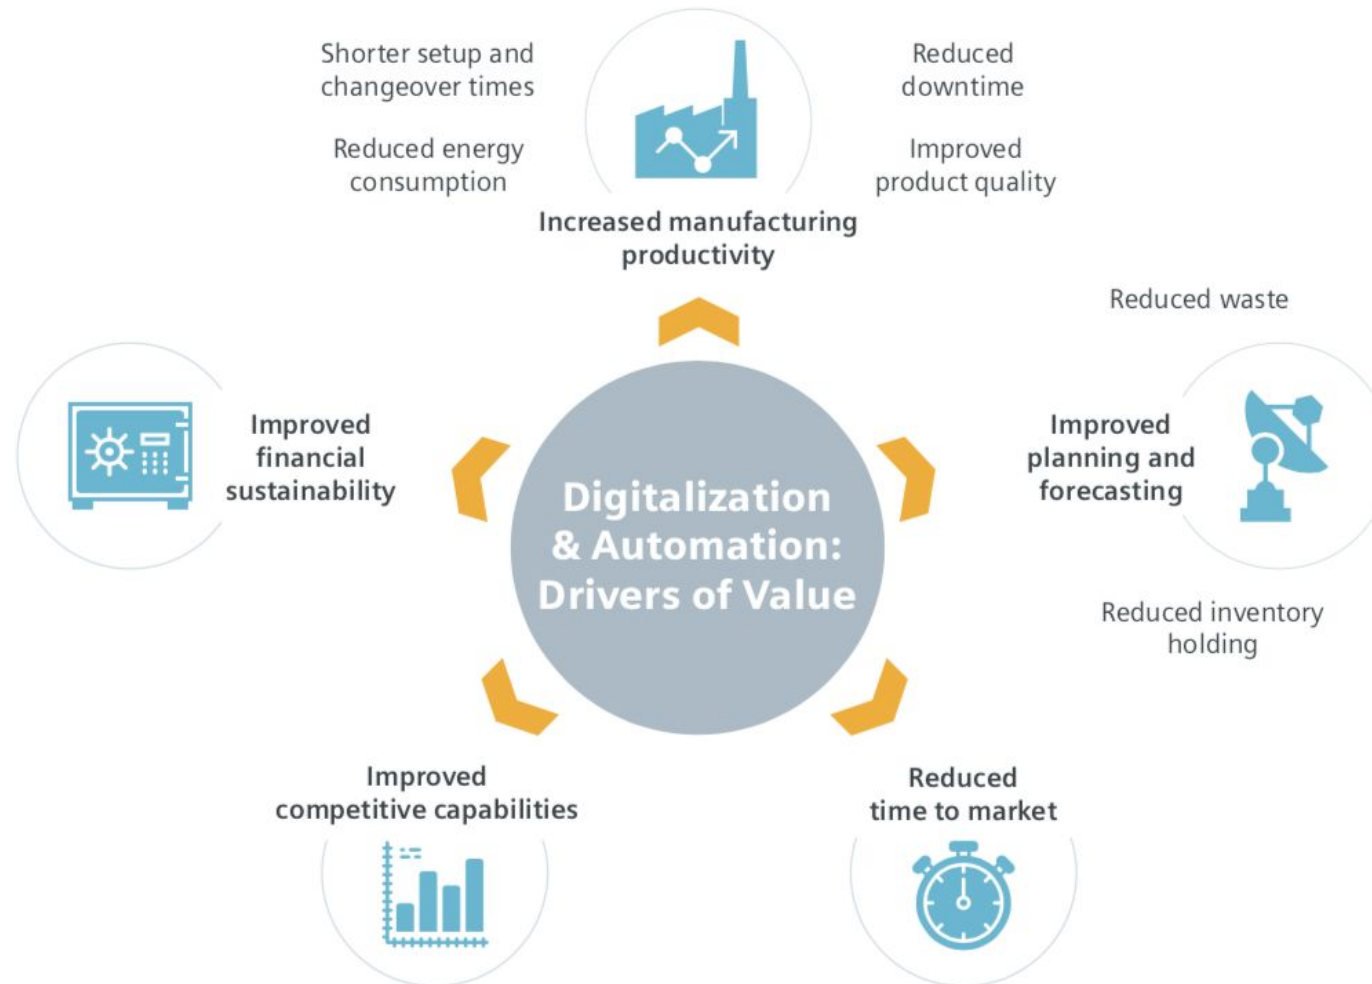 Shorter setup and
changeover times
Reduced energy
consumption
Reduced
downtime
Improved
product quality
Increased manufacturing
productivity
Reduced waste
Improved
planning and
forecasting
Reduced inventory
holding
Improved
financial
sustainability
Digitalization
& Automation:
Drivers of Value
Improved
competitive capabilities
Reduced
time to market